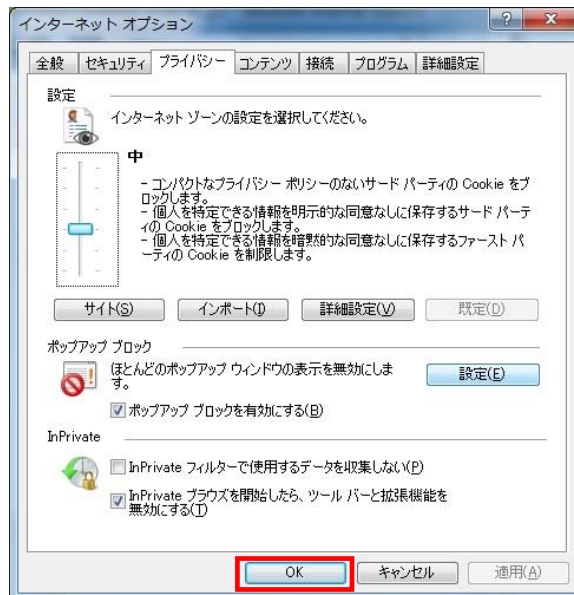 インターネット オプション
全般 セキュリティ プライバシー コンテンツ 接続 プログラム 詳細設定
設定
インターネット ゾーンの設定を選択してください。
中
- コンパクトなプライバシー ポリシーのないサード パーティの Cookie をブ
ロックします。
- 個人を特定できる情報を明示的な同意なしに保存するサード パーテ
ィの Cookie をブロックします。
- 個人を特定できる情報を暗黙的な同意なしに保存するファースト パ
ーティの Cookie を制限します。
サイト(S) インポート(I) 詳細設定(V) 既定(D)
ポップアップ ブロック
ほとんどのポップアップ ウィンドウの表示を無効にしま
す。
設定(E)
ポップアップ ブロックを有効にする(B)
InPrivate
InPrivate フィルターで使用するデータを収集しない(P)
InPrivate ブラウズを開始したら、ツール バーと拡張機能を
無効にする(T)
OK キャンセル 適用(A)